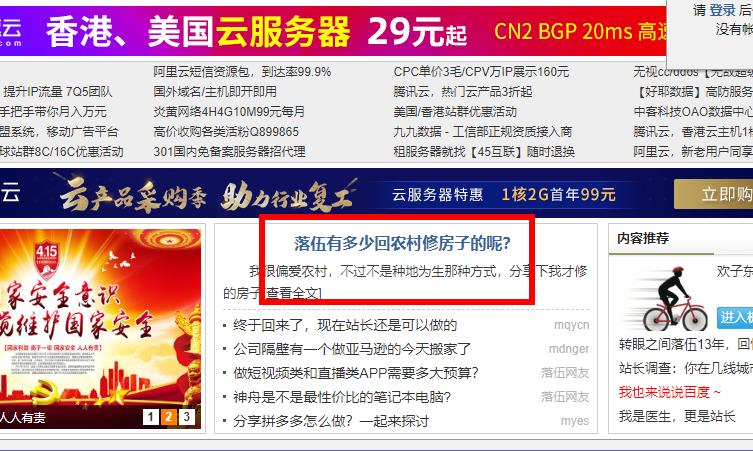 请 登录 后
没有帐
云
.com
香港、美国云服务器 29元起
CN2 BGP 20ms 高速
阿里云短信资源包，到达率99.9%
CPC单价3毛/CPV万IP展示160元
提升IP流量 7Q5团队
国外域名/主机即开即用
腾讯云，热门云产品3折起
【好耶数据】高防服务
手把手带你月入万元
炎黄网络4H4G10M99元每月
美国/香港站群优惠活动
中客科技OAO数据中心
盟系统，移动广告平台
高价收购各类活粉Q899865
九九数据 - 工信部正规资质接入商
腾讯云，香港云主机1核
球站群8C/16C优惠活动
301国内免备案服务器招代理
租服务器就找【45互联】随时退换
阿里云，新老用户同享
云
云产品采购季 助力行业复工
云服务器特惠
1核2G首年99元
立即购
4.15
家安全意识
维护国家安全
【国家利益 高于一切 国家安全 人人有责】
人人有责
1 2 3
落伍有多少回农村修房子的呢?
我很偏爱农村，不过不是种地为生那种方式，分享下我才修
的房子[查看全文]
终于回来了，现在站长还是可以做的 mqycn
公司隔壁有一个做亚马逊的今天搬家了 mdnger
做短视频类和直播类APP需要多大预算? 落伍网友
神舟是不是最性价比的笔记本电脑? 落伍网友
分享拼多多怎么做？一起来探讨 myes
内容推荐
欢子东
进入
转眼之间落伍13年，回
站长调查：你在几线城
我也来说说百度 ~
我是医生，更是站长